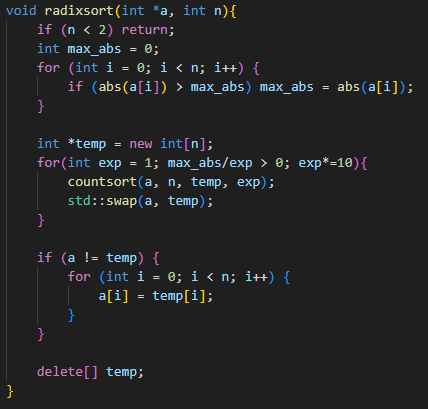 void radixsort(int *a, int n){
    if (n < 2) return;
    int max_abs = 0;
    for (int i = 0; i < n; i++) {
        if (abs(a[i]) > max_abs) max_abs = abs(a[i]);
    }

    int *temp = new int[n];
    for(int exp = 1; max_abs/exp > 0; exp*=10){
        countsort(a, n, temp, exp);
        std::swap(a, temp);
    }

    if (a != temp) {
        for (int i = 0; i < n; i++) {
            a[i] = temp[i];
        }
    }

    delete[] temp;
}